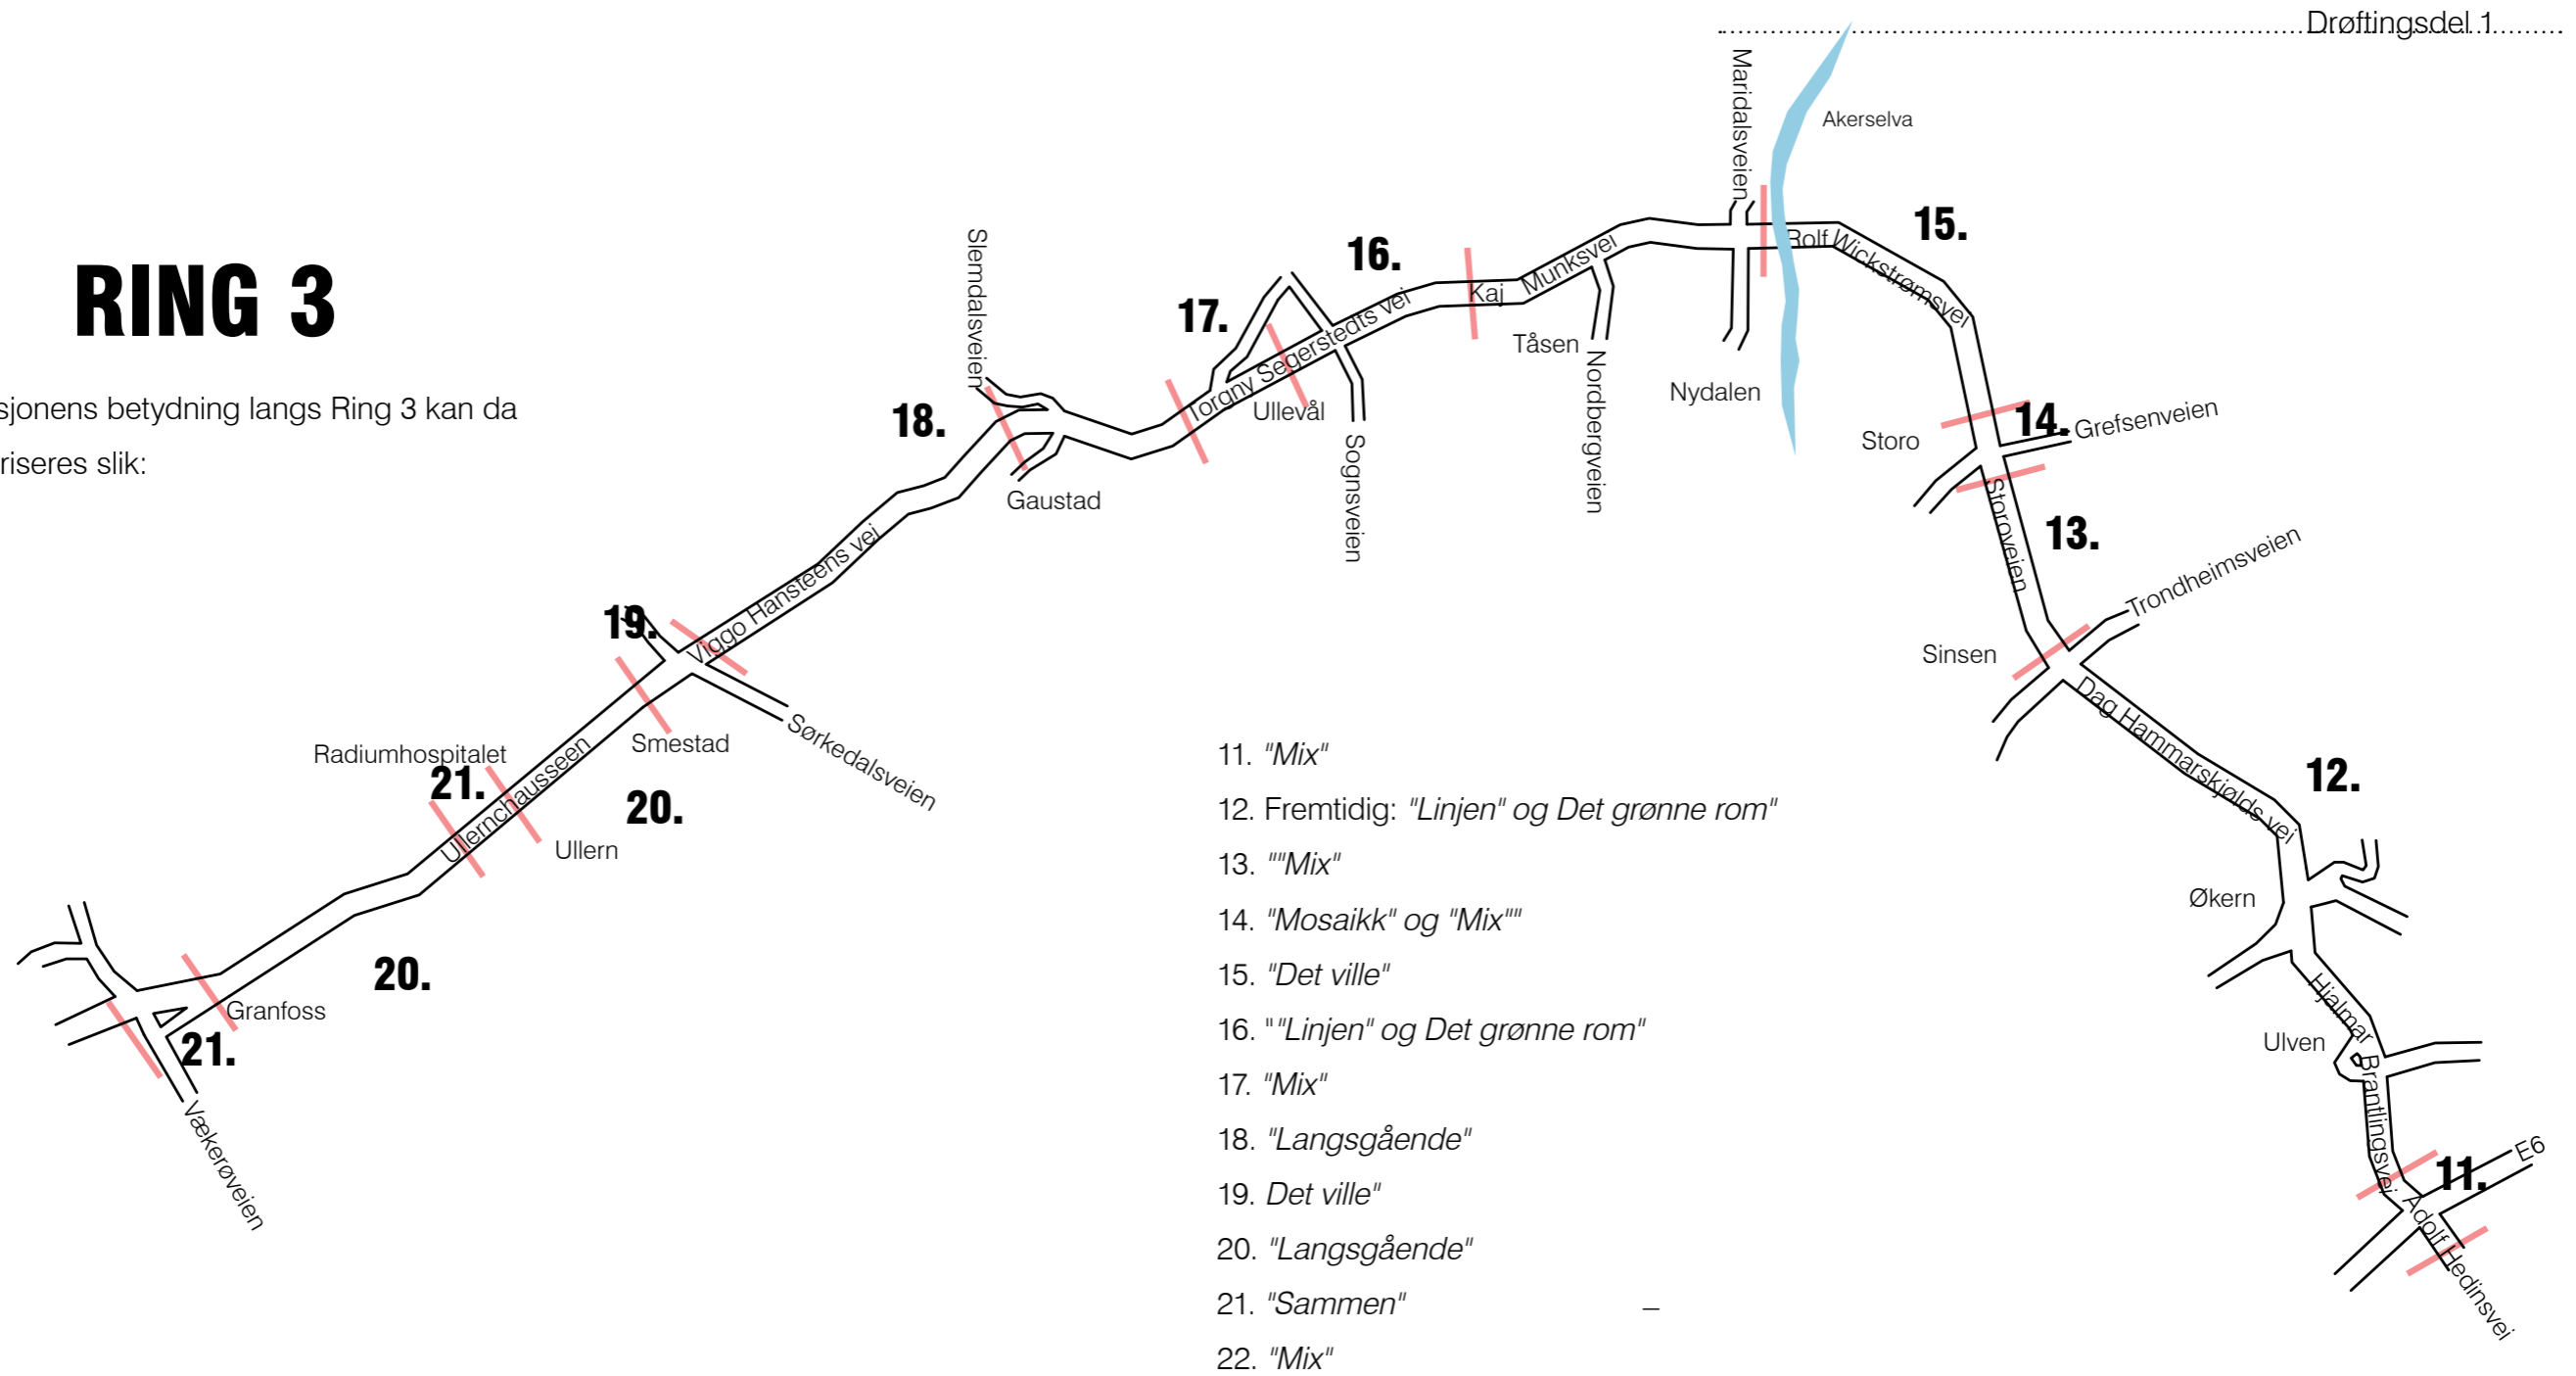 Drøftingsdel 1
RING 3
sjonens betydning langs Ring 3 kan da
riseres slik:
Maridalsveien
Akerselva
15.
Rolf Wickstrømsvei
16.
Kaj Munksvei
Slemdalsveien
17.
Torgny Segerstedts vei
Ullevål
Tåsen
Nordbergveien
Nydalen
Sognsveien
18.
Gaustad
Storo
14.
Grefsenveien
Storoveien
13.
Trondheimsveien
Sinsen
Viggo Hansteens vei
19.
Smestad
Sørkedalsveien
Radiumhospitalet
21.
Ullernchausseen
Ullern
20.
20.
Granfoss
21.
Vækerøveien
Dag Hammarskjølds vei
12.
Økern
Hjalmar Brantlingsvei
Ulven
11.
E6
Adolf Hedinsvei
11. "Mix"
12. Fremtidig: "Linjen" og Det grønne rom"
13. ""Mix"
14. "Mosaikk" og "Mix""
15. "Det ville"
16. ""Linjen" og Det grønne rom"
17. "Mix"
18. "Langsgående"
19. Det ville"
20. "Langsgående"
21. "Sammen" –
22. "Mix"